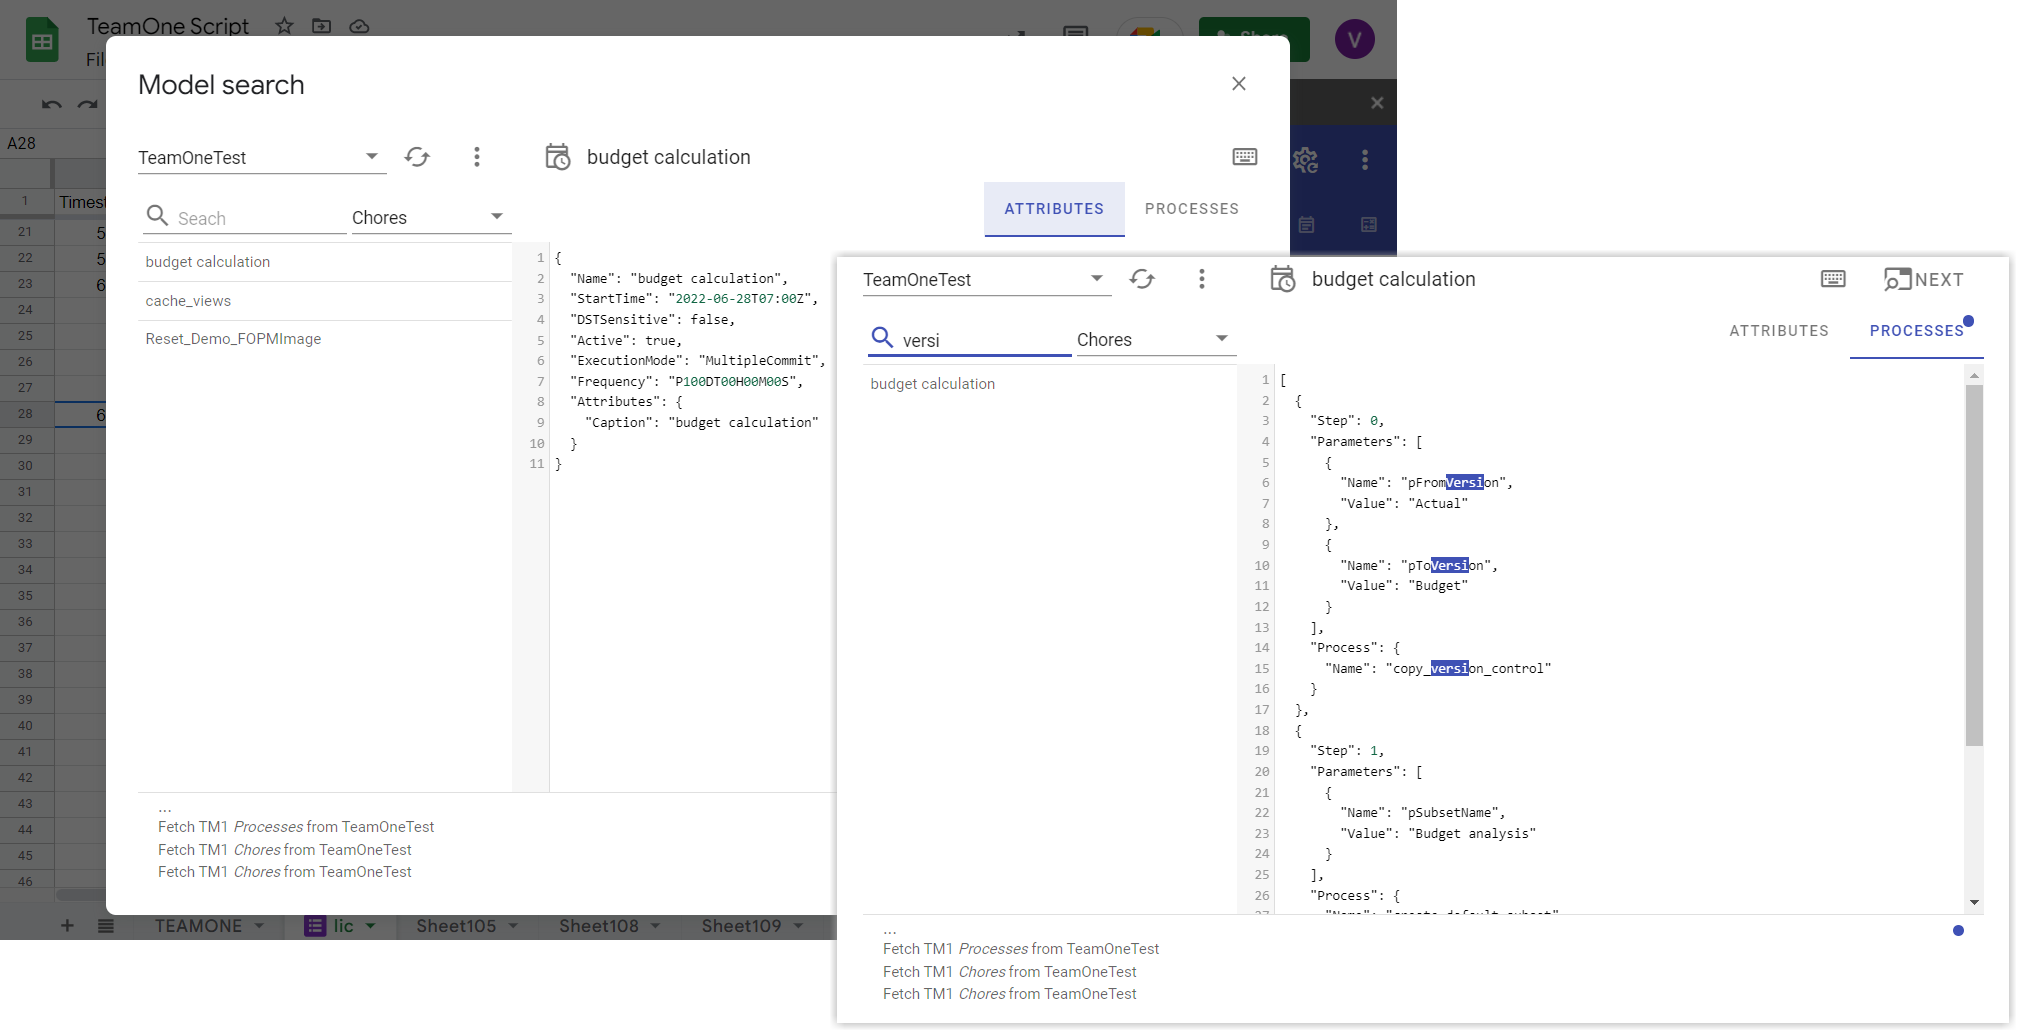 TeamOne Script
Fil
Share
V
A28
Model search
TeamOneTest
budget calculation
Seach
Chores
ATTRIBUTES
PROCESSES
1
Timest
21
5
22
5
23
6
24
25
26
27
28
6
29
30
31
32
33
34
35
36
37
38
39
40
41
42
43
44
45
46
budget calculation
cache_views
Reset_Demo_FOPMImage
1 {
2 "Name": "budget calculation",
3 "StartTime": "2022-06-28T07:00Z",
4 "DSTSensitive": false,
5 "Active": true,
6 "ExecutionMode": "MultipleCommit",
7 "Frequency": "P100DT00H00M00S",
8 "Attributes": {
9 "Caption": "budget calculation"
10 }
11 }
...
Fetch TM1 Processes from TeamOneTest
Fetch TM1 Chores from TeamOneTest
Fetch TM1 Chores from TeamOneTest
TEAMONE
lic
Sheet105
Sheet108
Sheet109
TeamOneTest
budget calculation
NEXT
versi
Chores
ATTRIBUTES
PROCESSES
budget calculation
1 [
2 {
3 "Step": 0,
4 "Parameters": [
5 {
6 "Name": "pFromVersion",
7 "Value": "Actual"
8 },
9 {
10 "Name": "pToVersion",
11 "Value": "Budget"
12 }
13 ],
14 "Process": {
15 "Name": "copy_version_control"
16 }
17 },
18 {
19 "Step": 1,
20 "Parameters": [
21 {
22 "Name": "pSubsetName",
23 "Value": "Budget analysis"
24 }
25 ],
26 "Process": {
...
Fetch TM1 Processes from TeamOneTest
Fetch TM1 Chores from TeamOneTest
Fetch TM1 Chores from TeamOneTest